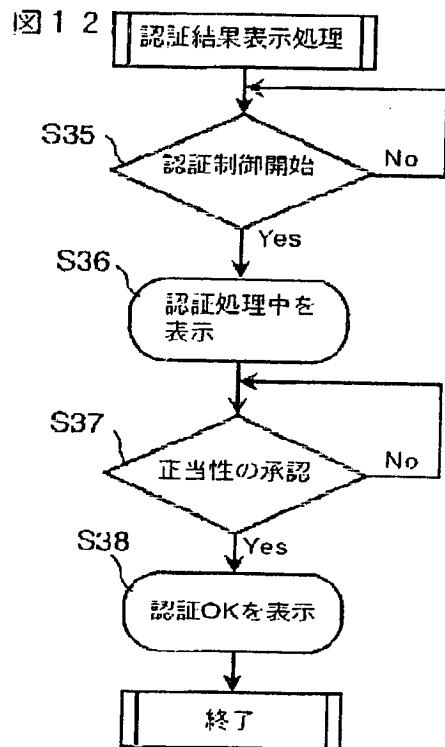 図12
認証結果表示処理
S35
認証制御開始
No
Yes
S36
認証処理中を
表示
S37
正当性の承認
No
Yes
S38
認証OKを表示
終了